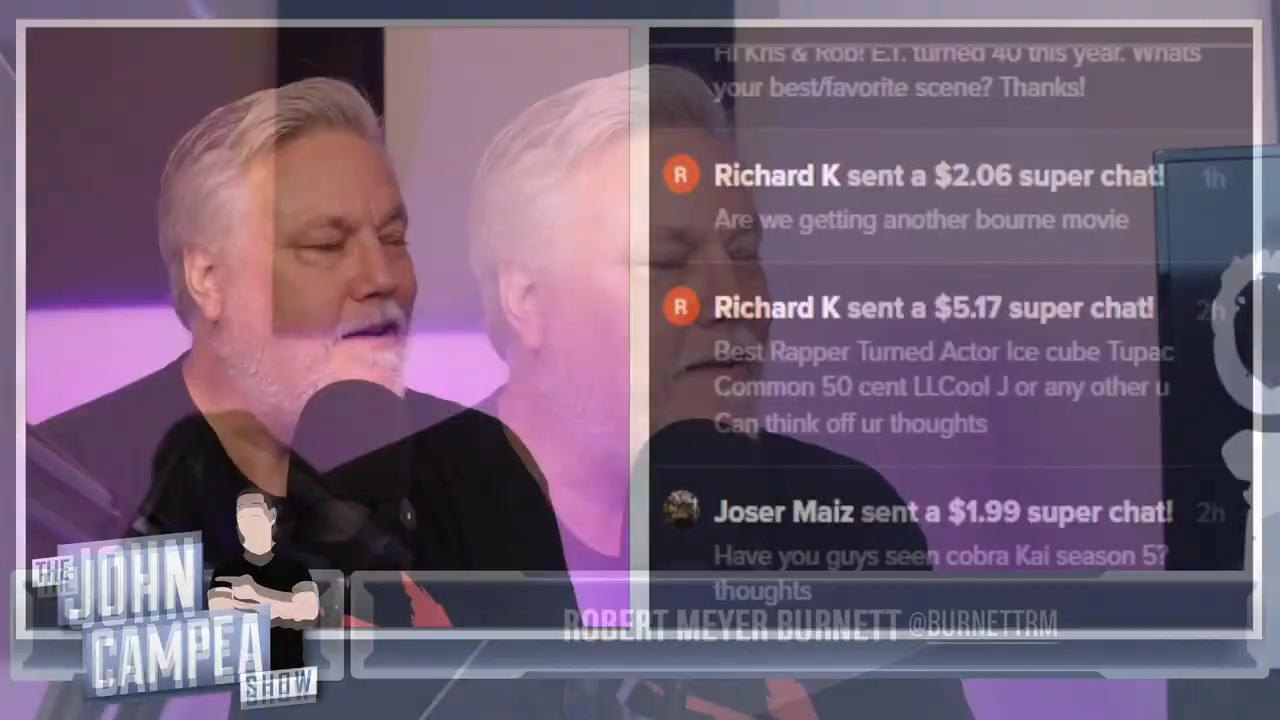 Hi Kris & Rob! E.T. turned 40 this year. Whats
your best/favorite scene? Thanks!
R
Richard K sent a $2.06 super chat!
1h
Are we getting another bourne movie
R
Richard K sent a $5.17 super chat!
2h
Best Rapper Turned Actor Ice cube Tupac
Common 50 cent LLCool J or any other u
Can think off ur thoughts
Joser Maiz sent a $1.99 super chat!
2h
Have you guys seen cobra Kai season 5?
thoughts
ROBERT MEYER BURNETT @BURNETTRM
THE
JOHN
CAMPEA
SHOW